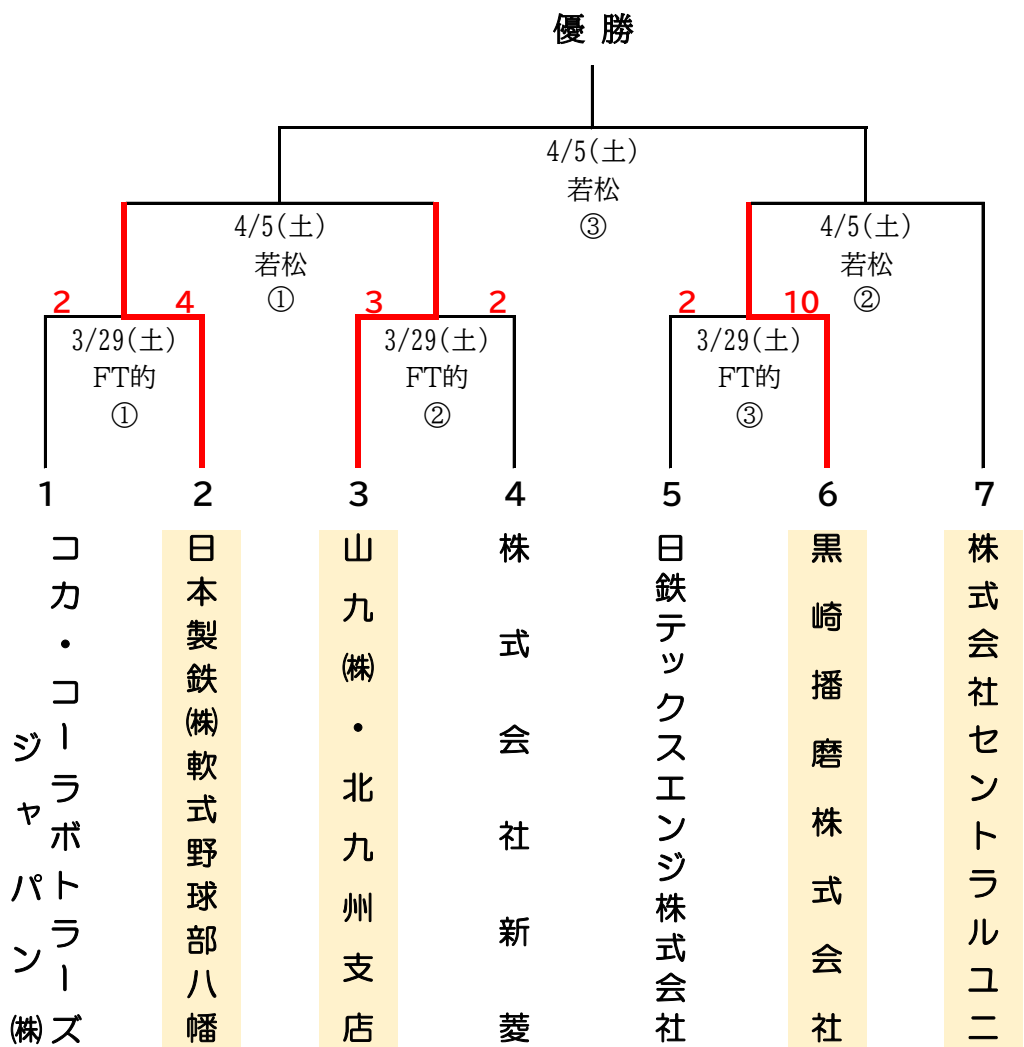 優 勝
4/5(土)
若松
③
4/5(土)
若松
①
4/5(土)
若松
②
2 4
3 2
2 10
3/29(土)
FT的
①
3/29(土)
FT的
②
3/29(土)
FT的
③
1 2 3 4 5 6 7
コカ・コーラボトラーズ
ジャパン㈱
日本製鉄㈱軟式野球部八幡
山九㈱・北九州支店
株式会社新菱
日鉄テックスエンジ株式会社
黒崎播磨株式会社
株式会社セントラルユニ